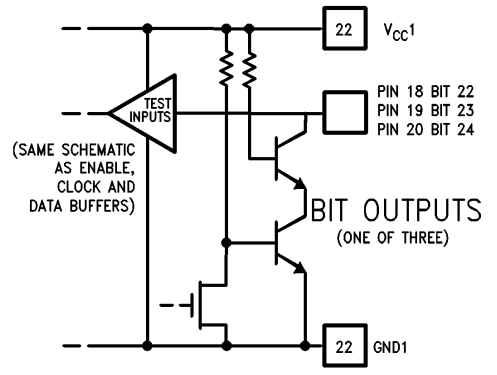 22 VCC1
PIN 18 BIT 22
PIN 19 BIT 23
PIN 20 BIT 24
TEST
INPUTS
(SAME SCHEMATIC
AS ENABLE,
CLOCK AND
DATA BUFFERS)
BIT OUTPUTS
(ONE OF THREE)
22 GND1